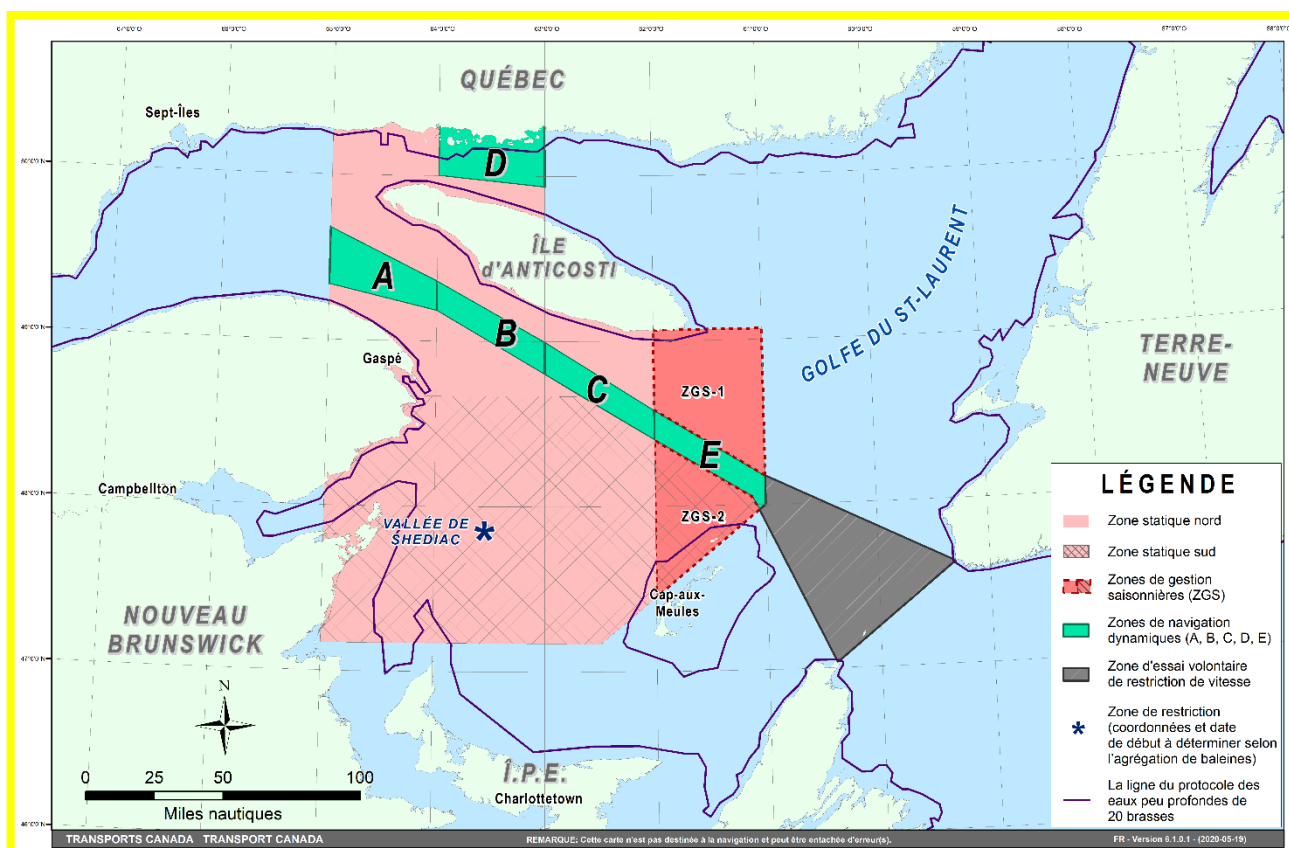 QUÉBEC
Sept-Îles
D
ÎLE
d'ANTICOSTI
A
B
C
E
GOLFE DU ST-LAURENT
TERRE-
NEUVE
Gaspé
ZGS-1
ZGS-2
Campbellton
VALLÉE DE
SHEDIAC
*
Cap-aux-
Meules
NOUVEAU
BRUNSWICK
N
0 25 50 100
Miles nautiques
Î.P.E.
Charlottetown
LÉGENDE
Zone statique nord
Zone statique sud
Zones de gestion
saisonnières (ZGS)
Zones de navigation
dynamiques (A, B, C, D, E)
Zone d'essai volontaire
de restriction de vitesse
Zone de restriction
(coordonnées et date
de début à déterminer selon
l'agrégation de baleines)
La ligne du protocole des
eaux peu profondes de
20 brasses
TRANSPORTS CANADA TRANSPORT CANADA
REMARQUE: Cette carte n'est pas destinée à la navigation et peut être entachée d'erreur(s).
FR - Version 6.1.0.1 - (2020-05-19)